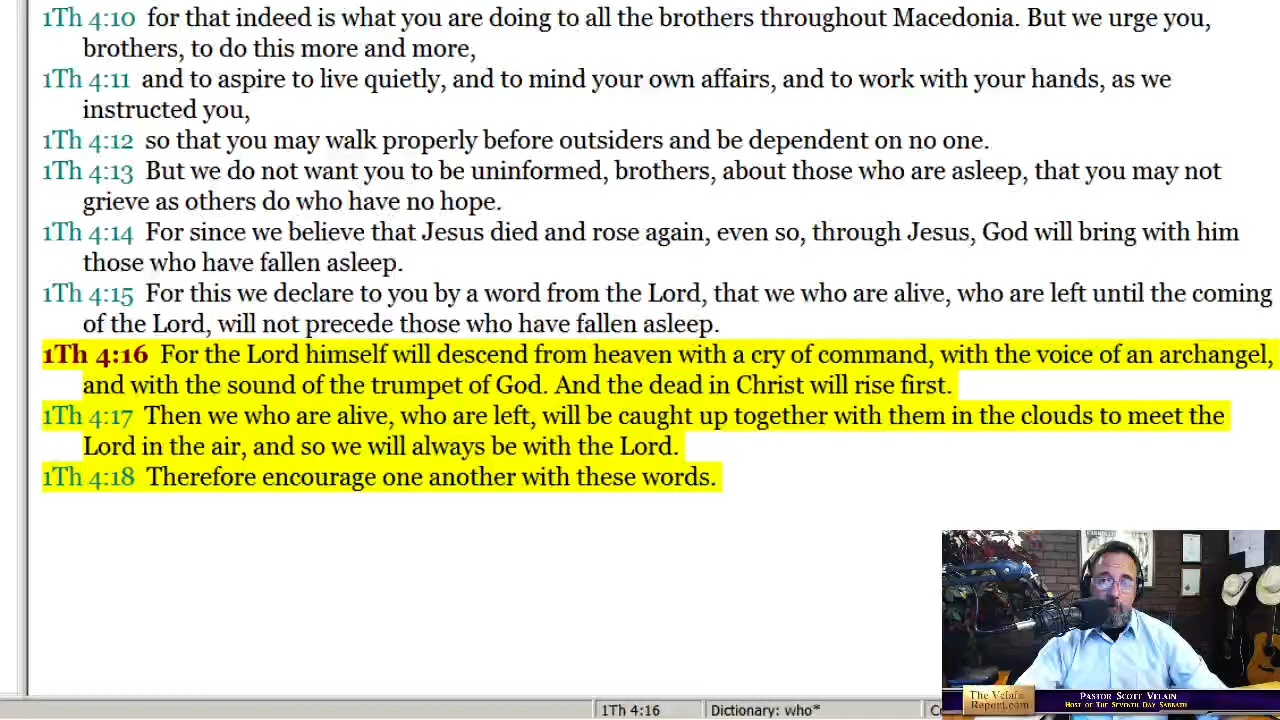 1Th 4:10 for that indeed is what you are doing to all the brothers throughout Macedonia. But we urge you,
brothers, to do this more and more,
1Th 4:11 and to aspire to live quietly, and to mind your own affairs, and to work with your hands, as we
instructed you,
1Th 4:12 so that you may walk properly before outsiders and be dependent on no one.
1Th 4:13 But we do not want you to be uninformed, brothers, about those who are asleep, that you may not
grieve as others do who have no hope.
1Th 4:14 For since we believe that Jesus died and rose again, even so, through Jesus, God will bring with him
those who have fallen asleep.
1Th 4:15 For this we declare to you by a word from the Lord, that we who are alive, who are left until the coming
of the Lord, will not precede those who have fallen asleep.
1Th 4:16 For the Lord himself will descend from heaven with a cry of command, with the voice of an archangel,
and with the sound of the trumpet of God. And the dead in Christ will rise first.
1Th 4:17 Then we who are alive, who are left, will be caught up together with them in the clouds to meet the
Lord in the air, and so we will always be with the Lord.
1Th 4:18 Therefore encourage one another with these words.
The Velain
Report.com
Pastor Scott Velain
Host of The Seventh Day Sabbath
1Th 4:16 Dictionary: who*